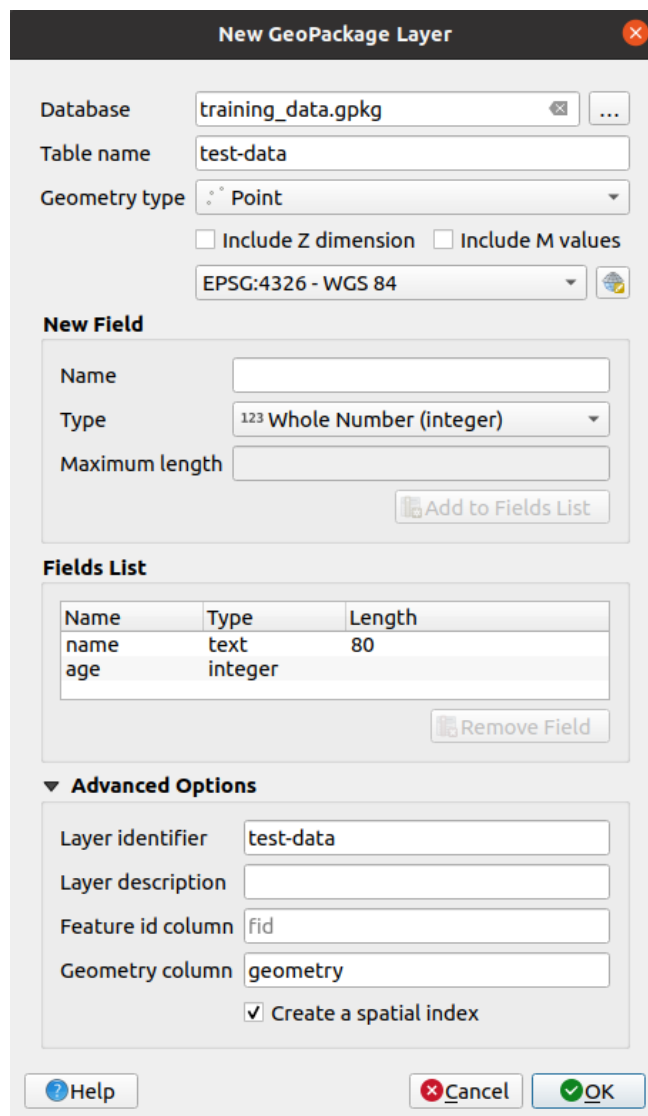 New GeoPackage Layer
Database training_data.gpkg ...
Table name test-data
Geometry type Point
Include Z dimension Include M values
EPSG:4326 - WGS 84
New Field
Name
Type 123 Whole Number (integer)
Maximum length
Add to Fields List
Fields List
Name Type Length
name text 80
age integer
Remove Field
Advanced Options
Layer identifier test-data
Layer description
Feature id column fid
Geometry column geometry
Create a spatial index
?Help Cancel OK